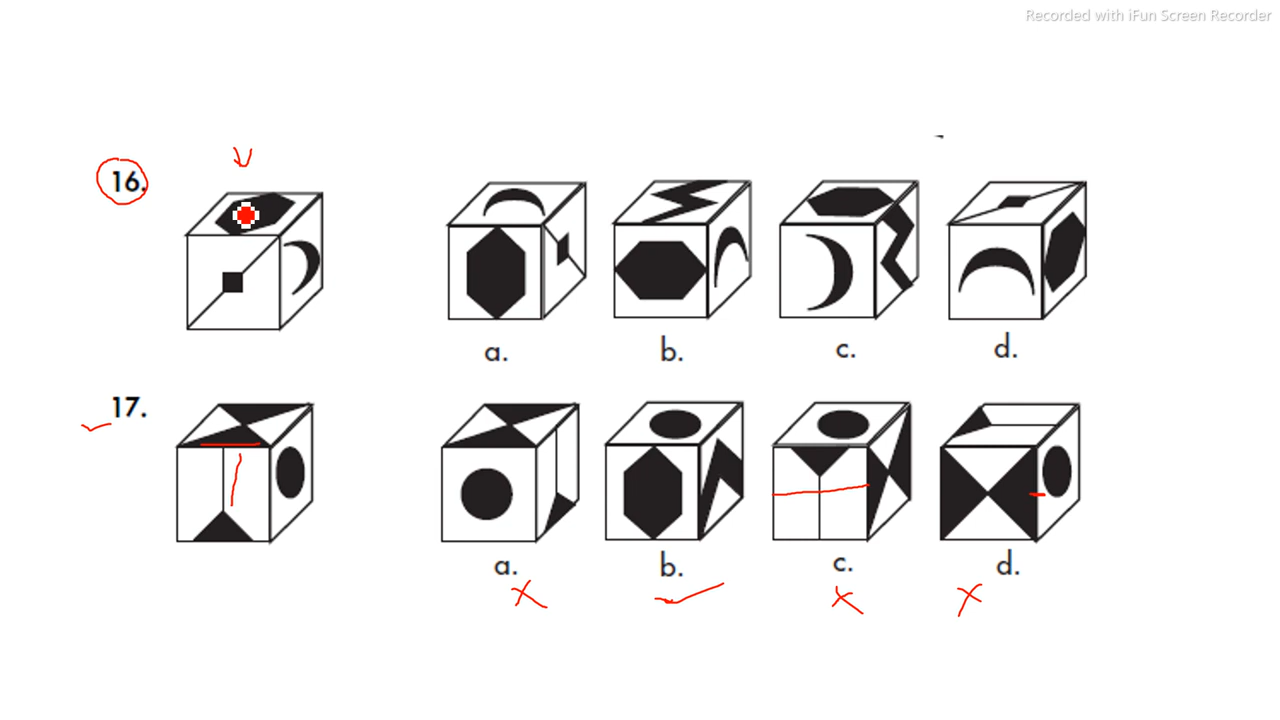 Recorded with iFun Screen Recorder
16.
a. b. c. d.
17.
a. b. c. d.